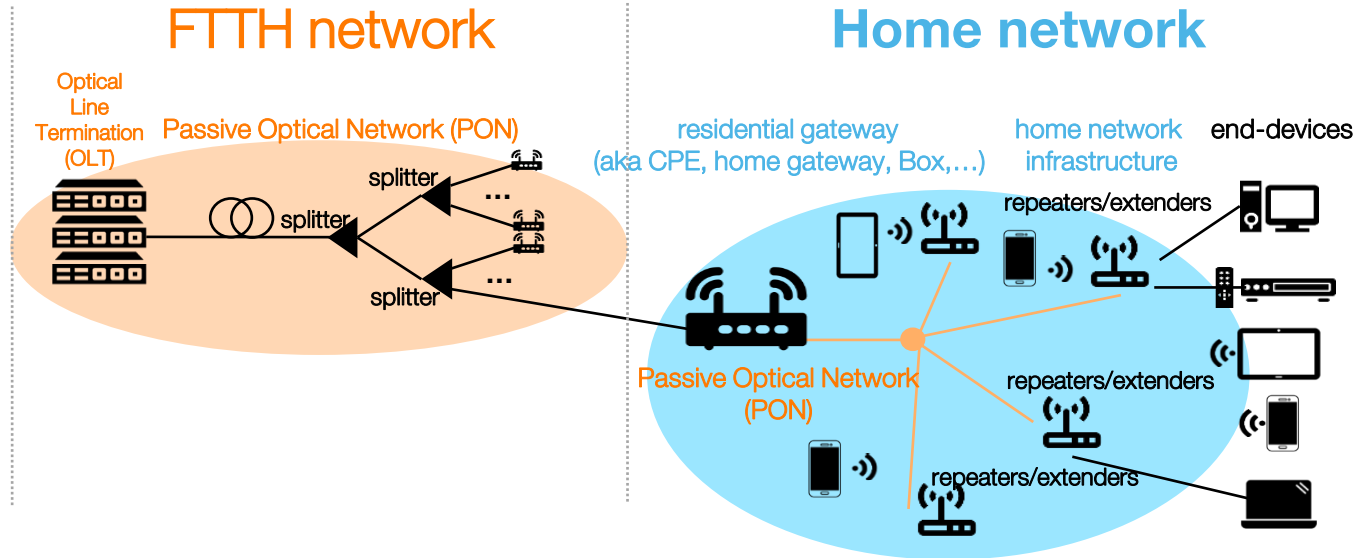 FTTH network
Home network
Optical
Line
Termination
(OLT)
Passive Optical Network (PON)
residential gateway
(aka CPE, home gateway, Box,...)
home network
infrastructure
end-devices
splitter
...
splitter
...
splitter
repeaters/extenders
Passive Optical Network
(PON)
repeaters/extenders
repeaters/extenders